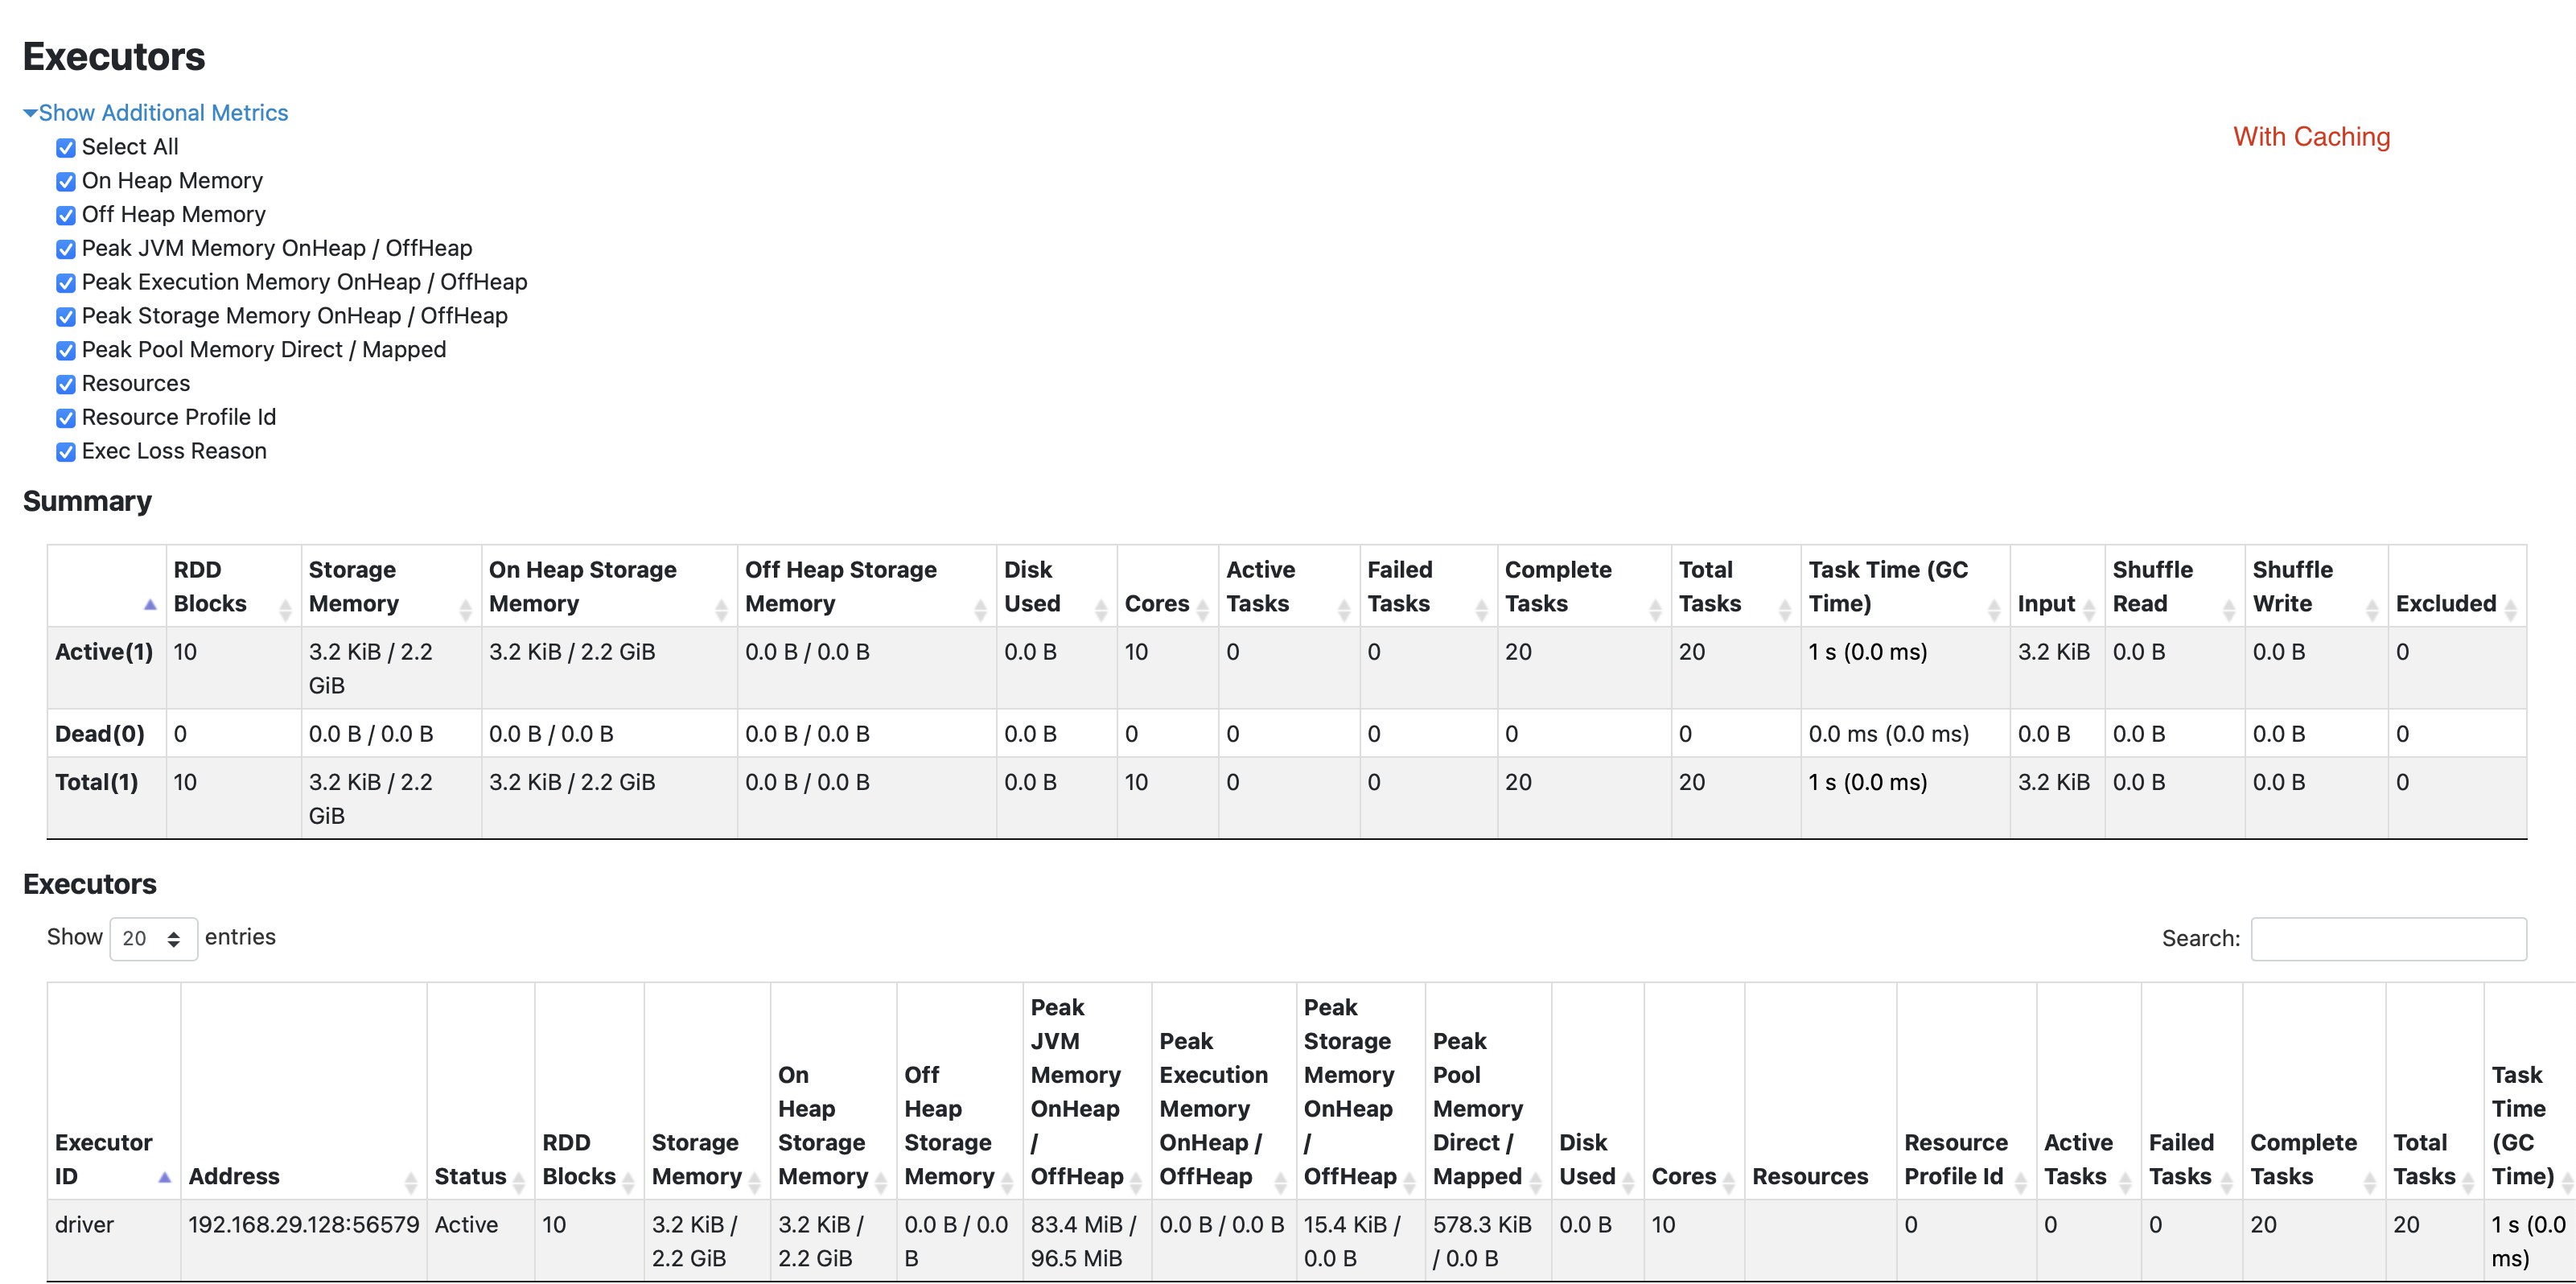 Executors
Show Additional Metrics
With Caching
Select All
On Heap Memory
Off Heap Memory
Peak JVM Memory OnHeap / OffHeap
Peak Execution Memory OnHeap / OffHeap
Peak Storage Memory OnHeap / OffHeap
Peak Pool Memory Direct / Mapped
Resources
Resource Profile Id
Exec Loss Reason
Summary
RDD Blocks Storage Memory On Heap Storage Memory Off Heap Storage Memory Disk Used Cores Active Tasks Failed Tasks Complete Tasks Total Tasks Task Time (GC Time) Input Shuffle Read Shuffle Write Excluded
Active(1) 10 3.2 KiB / 2.2 GiB 3.2 KiB / 2.2 GiB 0.0 B / 0.0 B 0.0 B 10 0 0 20 20 1 s (0.0 ms) 3.2 KiB 0.0 B 0.0 B 0
Dead(0) 0 0.0 B / 0.0 B 0.0 B / 0.0 B 0.0 B / 0.0 B 0.0 B 0 0 0 0 0 0.0 ms (0.0 ms) 0.0 B 0.0 B 0.0 B 0
Total(1) 10 3.2 KiB / 2.2 GiB 3.2 KiB / 2.2 GiB 0.0 B / 0.0 B 0.0 B 10 0 0 20 20 1 s (0.0 ms) 3.2 KiB 0.0 B 0.0 B 0
Executors
Show 20 entries
Search:
Executor ID Address Status RDD Blocks Storage Memory On Heap Storage Memory Off Heap Storage Memory Peak JVM Memory OnHeap / OffHeap Peak Execution Memory OnHeap / OffHeap Peak Storage Memory OnHeap / OffHeap Peak Pool Memory Direct / Mapped Disk Used Cores Resources Resource Profile Id Active Tasks Failed Tasks Complete Tasks Total Tasks Task Time (GC Time)
driver 192.168.29.128:56579 Active 10 3.2 KiB / 2.2 GiB 3.2 KiB / 2.2 GiB 0.0 B / 0.0 B 83.4 MiB / 96.5 MiB 0.0 B / 0.0 B 15.4 KiB / 0.0 B 578.3 KiB / 0.0 B 0.0 B 10 0 0 0 20 20 1 s (0.0 ms)